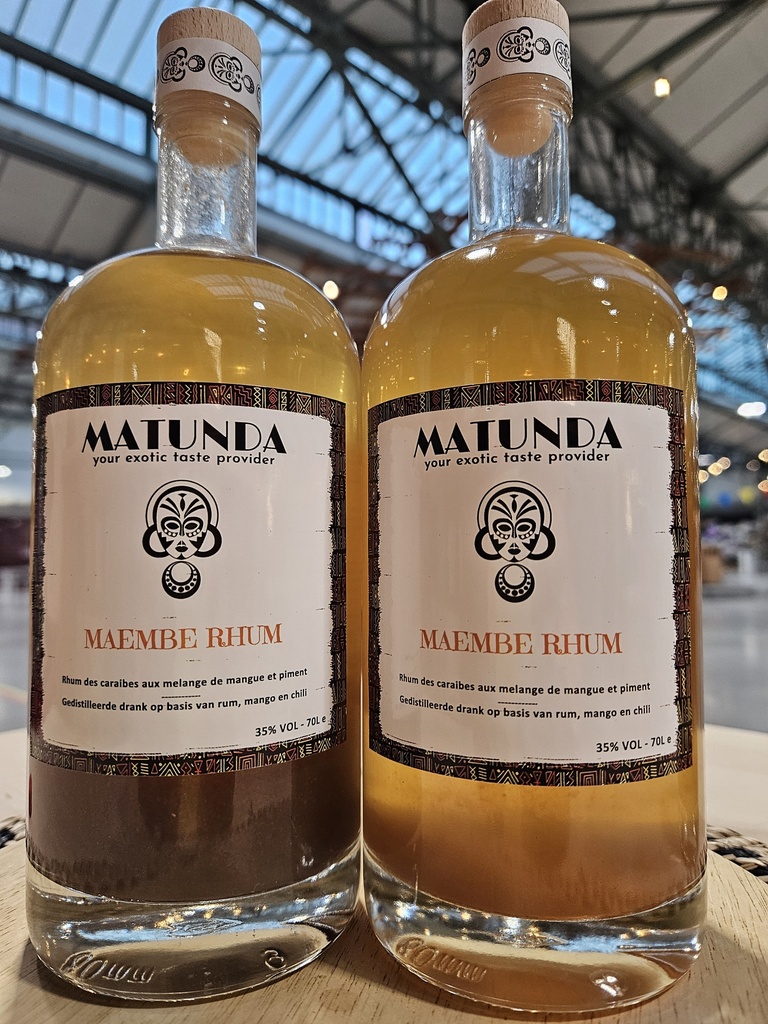 MATUNDA
your exotic taste provider
MAEMBE RHUM
Rhum des caraibes aux melange de mangue et piment
Gedistilleerde drank op basis van rum, mango en chili
35% VOL - 70L e
MATUNDA
your exotic taste provider
MAEMBE RHUM
Rhum des caraibes aux melange de mangue et piment
Gedistilleerde drank op basis van rum, mango en chili
35% VOL - 70L e